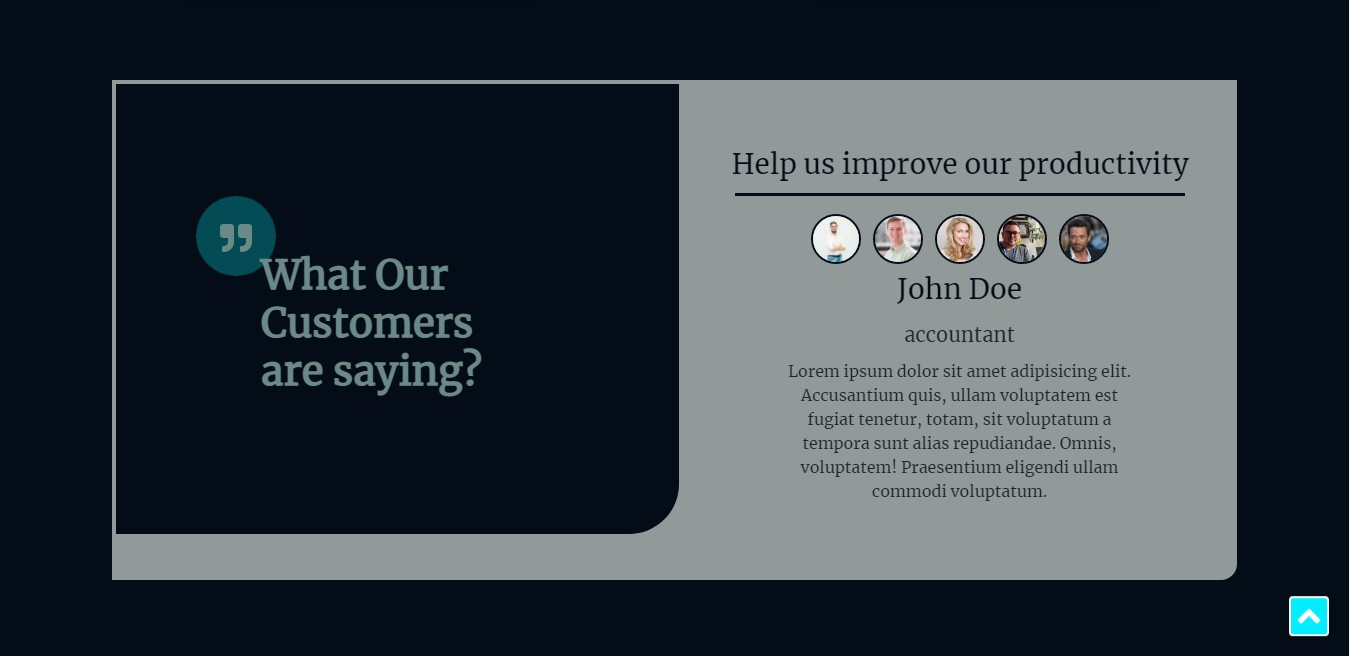 What Our
Customers
are saying?
Help us improve our productivity
John Doe
accountant
Lorem ipsum dolor sit amet adipisicing elit.
Accusantium quis, ullam voluptatem est
fugiat tenetur, totam, sit voluptatum a
tempora sunt alias repudiandae. Omnis,
voluptatem! Praesentium eligendi ullam
commodi voluptatum.